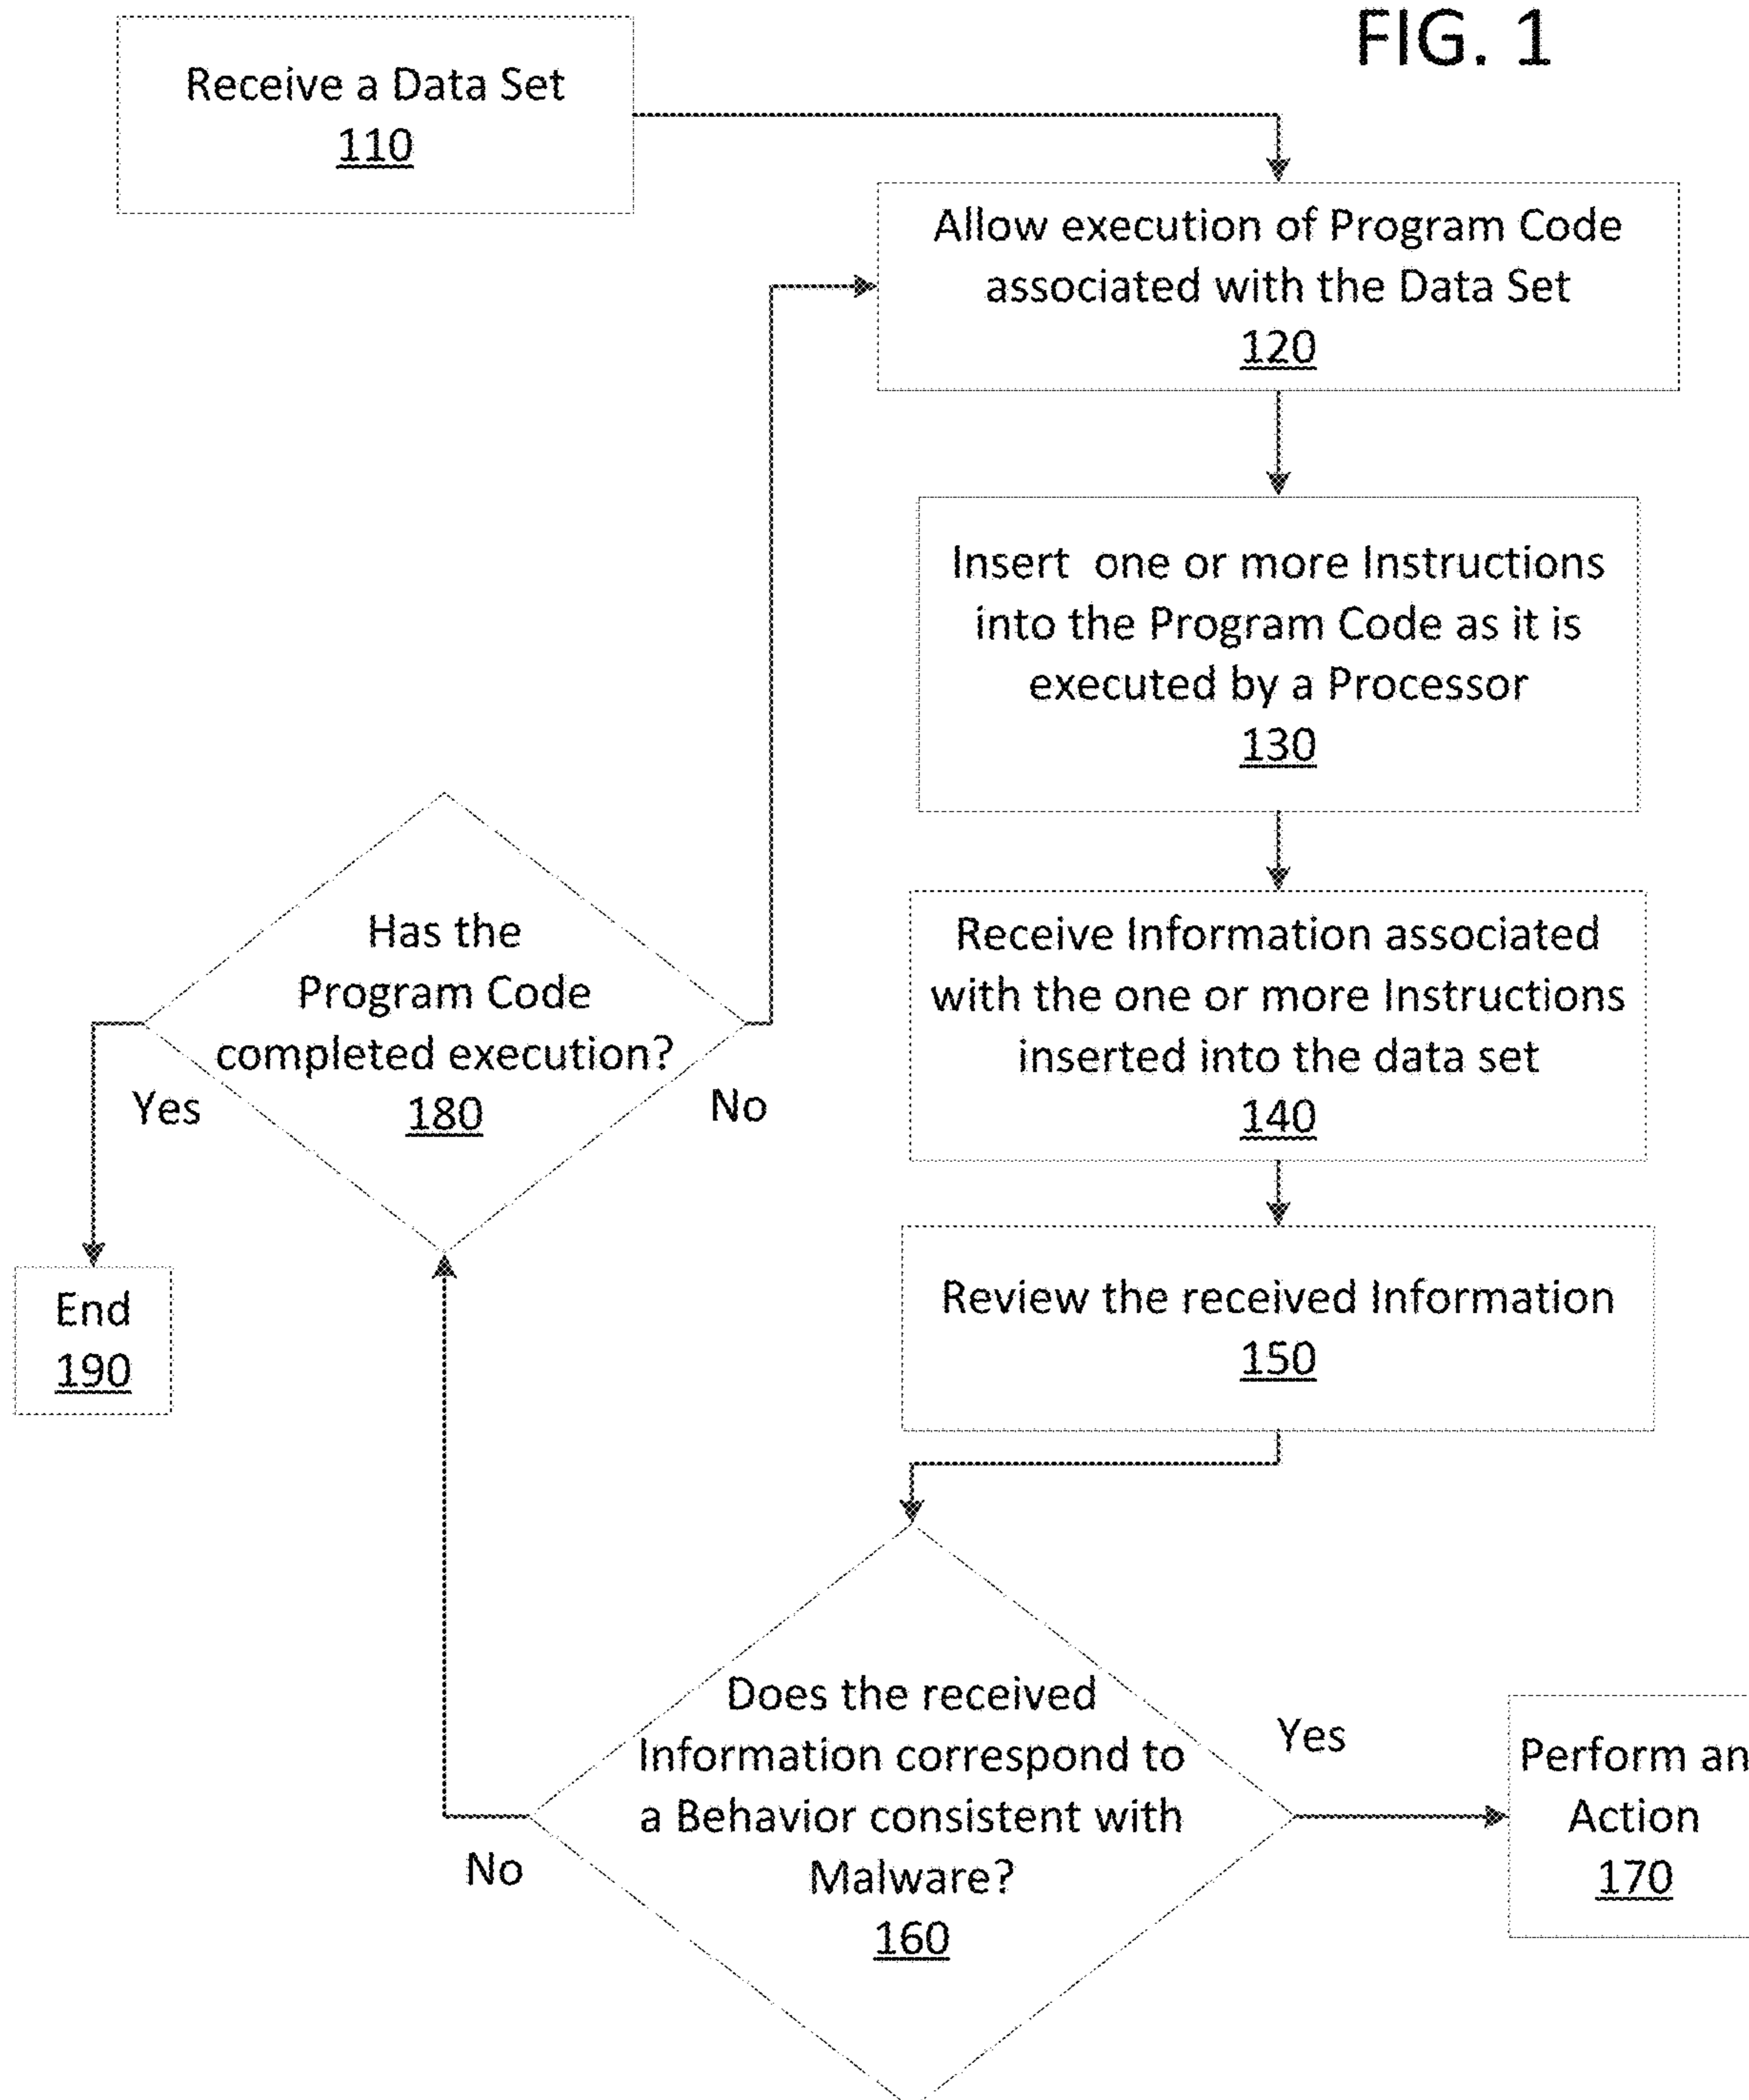 FIG. 1
Receive a Data Set
110
Allow execution of Program Code
associated with the Data Set
120
Insert one or more Instructions
into the Program Code as it is
executed by a Processor
130
Receive Information associated
with the one or more Instructions
inserted into the data set
140
Review the received Information
150
Does the received
Information correspond to
a Behavior consistent with
Malware?
160
Yes
No
Perform an
Action
170
Has the
Program Code
completed execution?
180
Yes
No
End
190